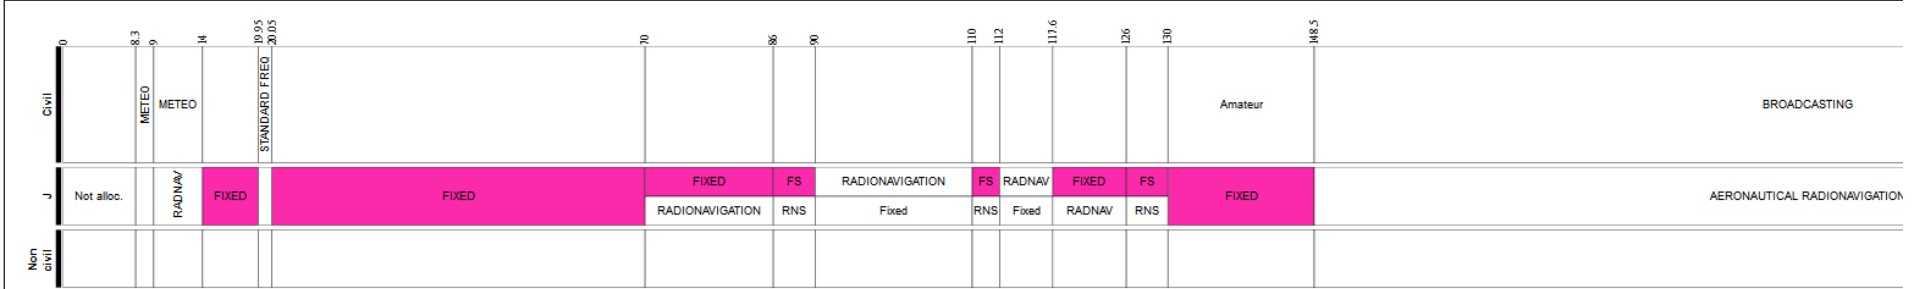 0 8.3 9 14 19.95 20.05 70 86 90 110 112 117.6 126 130 148.5
Civil METEO METEO STANDARD FREQ Amateur BROADCASTING
J Not alloc. RADNAV FIXED FIXED FIXED FS RADIONAVIGATION FS RADNAV FIXED FS FIXED AERONAUTICAL RADIONAVIGATION
RADIONAVIGATION RNS Fixed RNS Fixed RADNAV RNS
Non
civil